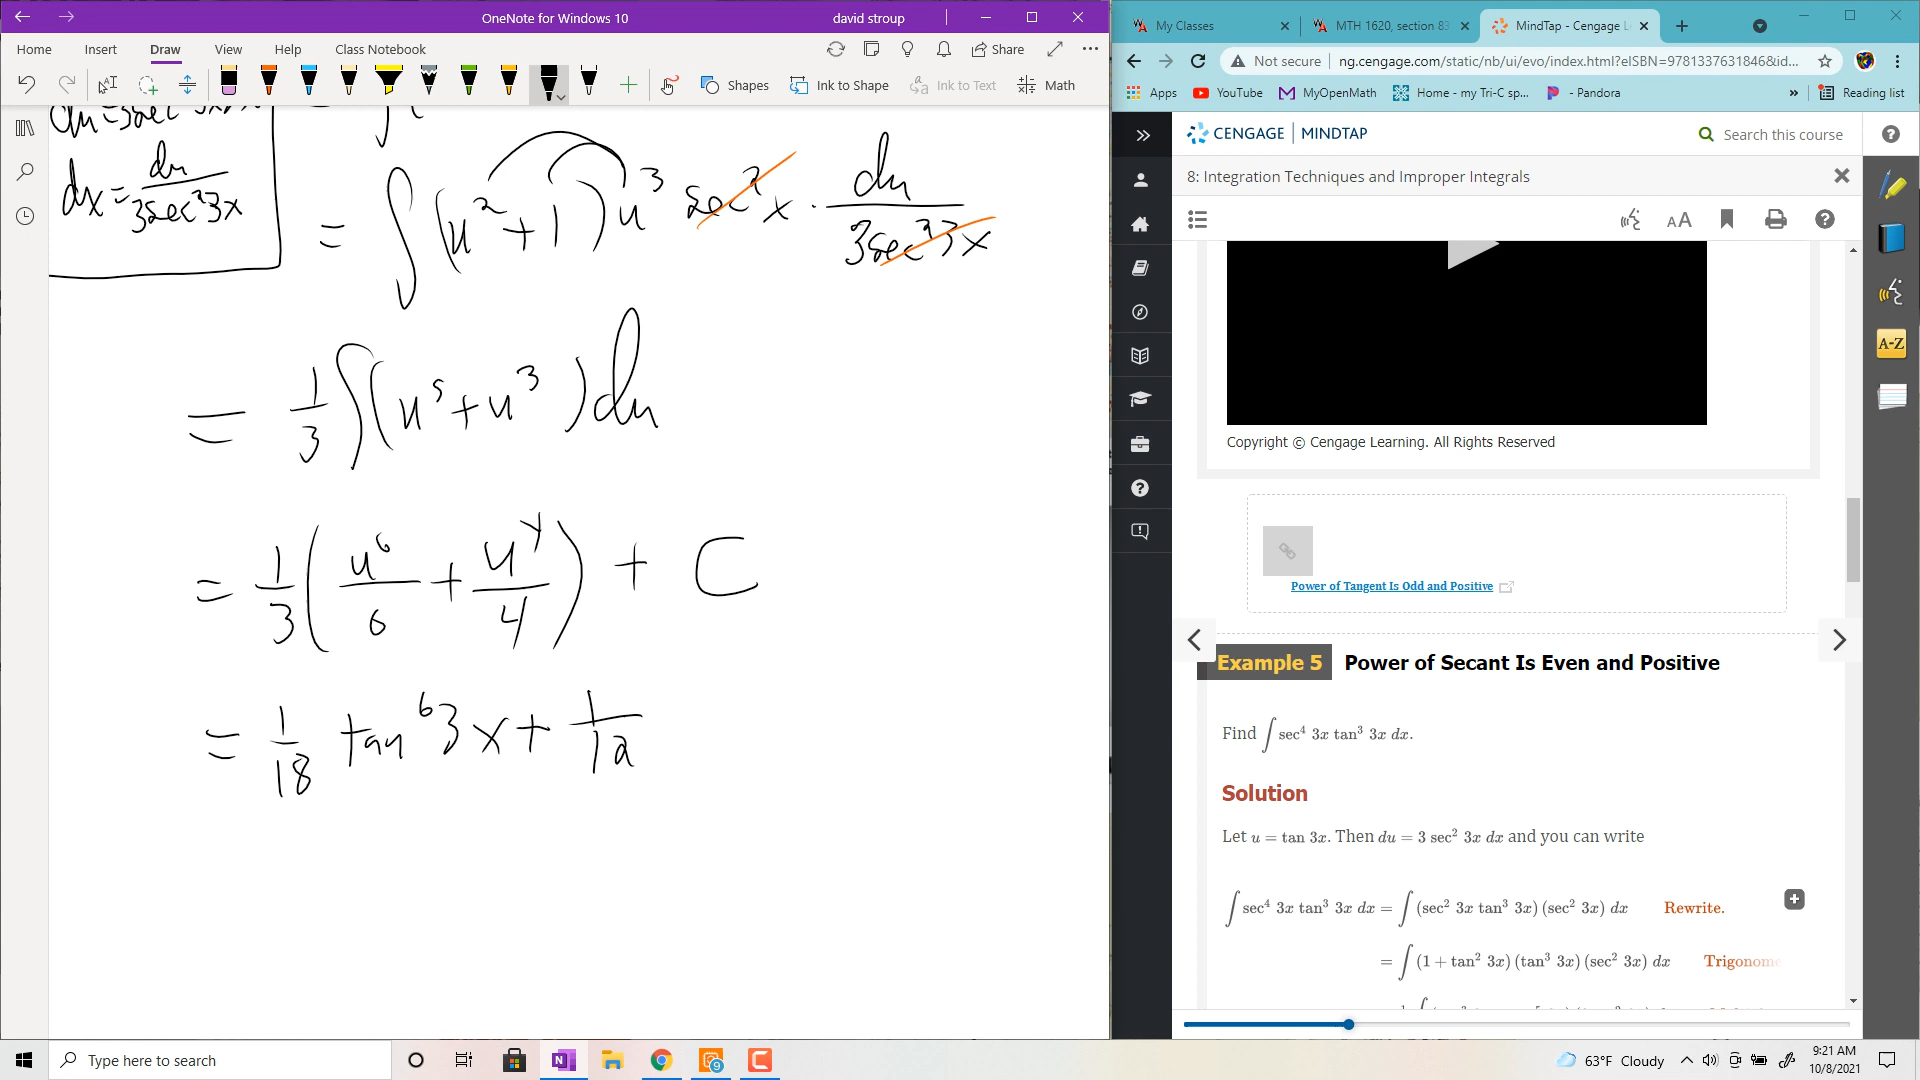 OneNote for Windows 10
david stroup
Home Insert Draw View Help Class Notebook Share
Shapes Ink to Shape Ink to Text Math
dx = du / 3sec²3x
= ∫(u²+1)u³ sec²x · du / 3sec²3x
= 1/3 ∫(u⁵+u³)du
= 1/3 (u⁶/6 + u⁴/4) + C
= 1/18 tan⁶3x + 1/12
My Classes MTH 1620, section 83 MindTap - Cengage L
Not secure ng.cengage.com/static/nb/ui/evo/index.html?eISBN=9781337631846&id...
Apps YouTube MyOpenMath Home - my Tri-C sp... - Pandora » Reading list
CENGAGE | MINDTAP Search this course
8: Integration Techniques and Improper Integrals
AA
A-Z
Copyright © Cengage Learning. All Rights Reserved
Power of Tangent Is Odd and Positive
Example 5 Power of Secant Is Even and Positive
Find ∫ sec⁴ 3x tan³ 3x dx.
Solution
Let u = tan 3x. Then du = 3 sec² 3x dx and you can write
∫ sec⁴ 3x tan³ 3x dx = ∫ (sec² 3x tan³ 3x) (sec² 3x) dx Rewrite.
= ∫ (1 + tan² 3x) (tan³ 3x) (sec² 3x) dx Trigonome
Type here to search
9
63°F Cloudy
9:21 AM
10/8/2021